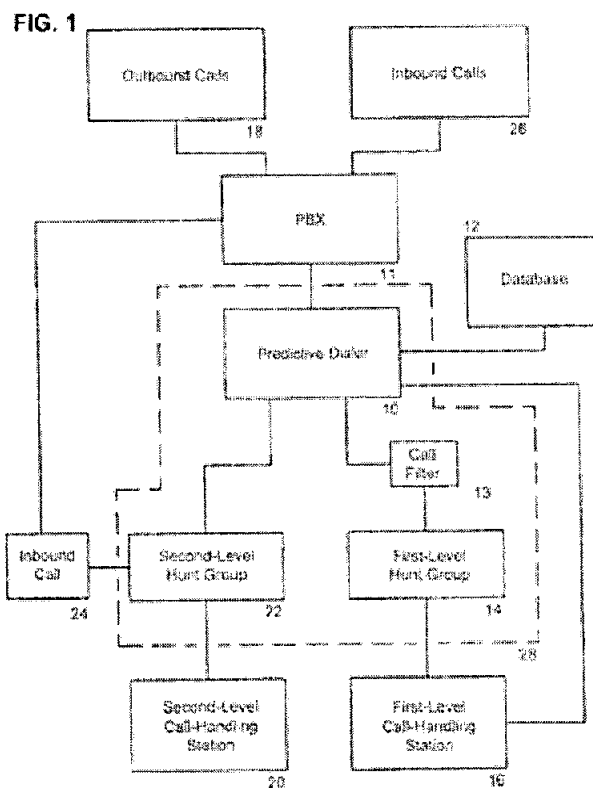 FIG. 1
Outbound Calls
18
Inbound Calls
26
PBX
11
12
Database
Predictive Dialer
10
Call
Filter
13
Inbound
Call
24
Second-Level
Hunt Group
22
First-Level
Hunt Group
14
28
Second-Level
Call-Handling
Station
20
First-Level
Call-Handling
Station
16